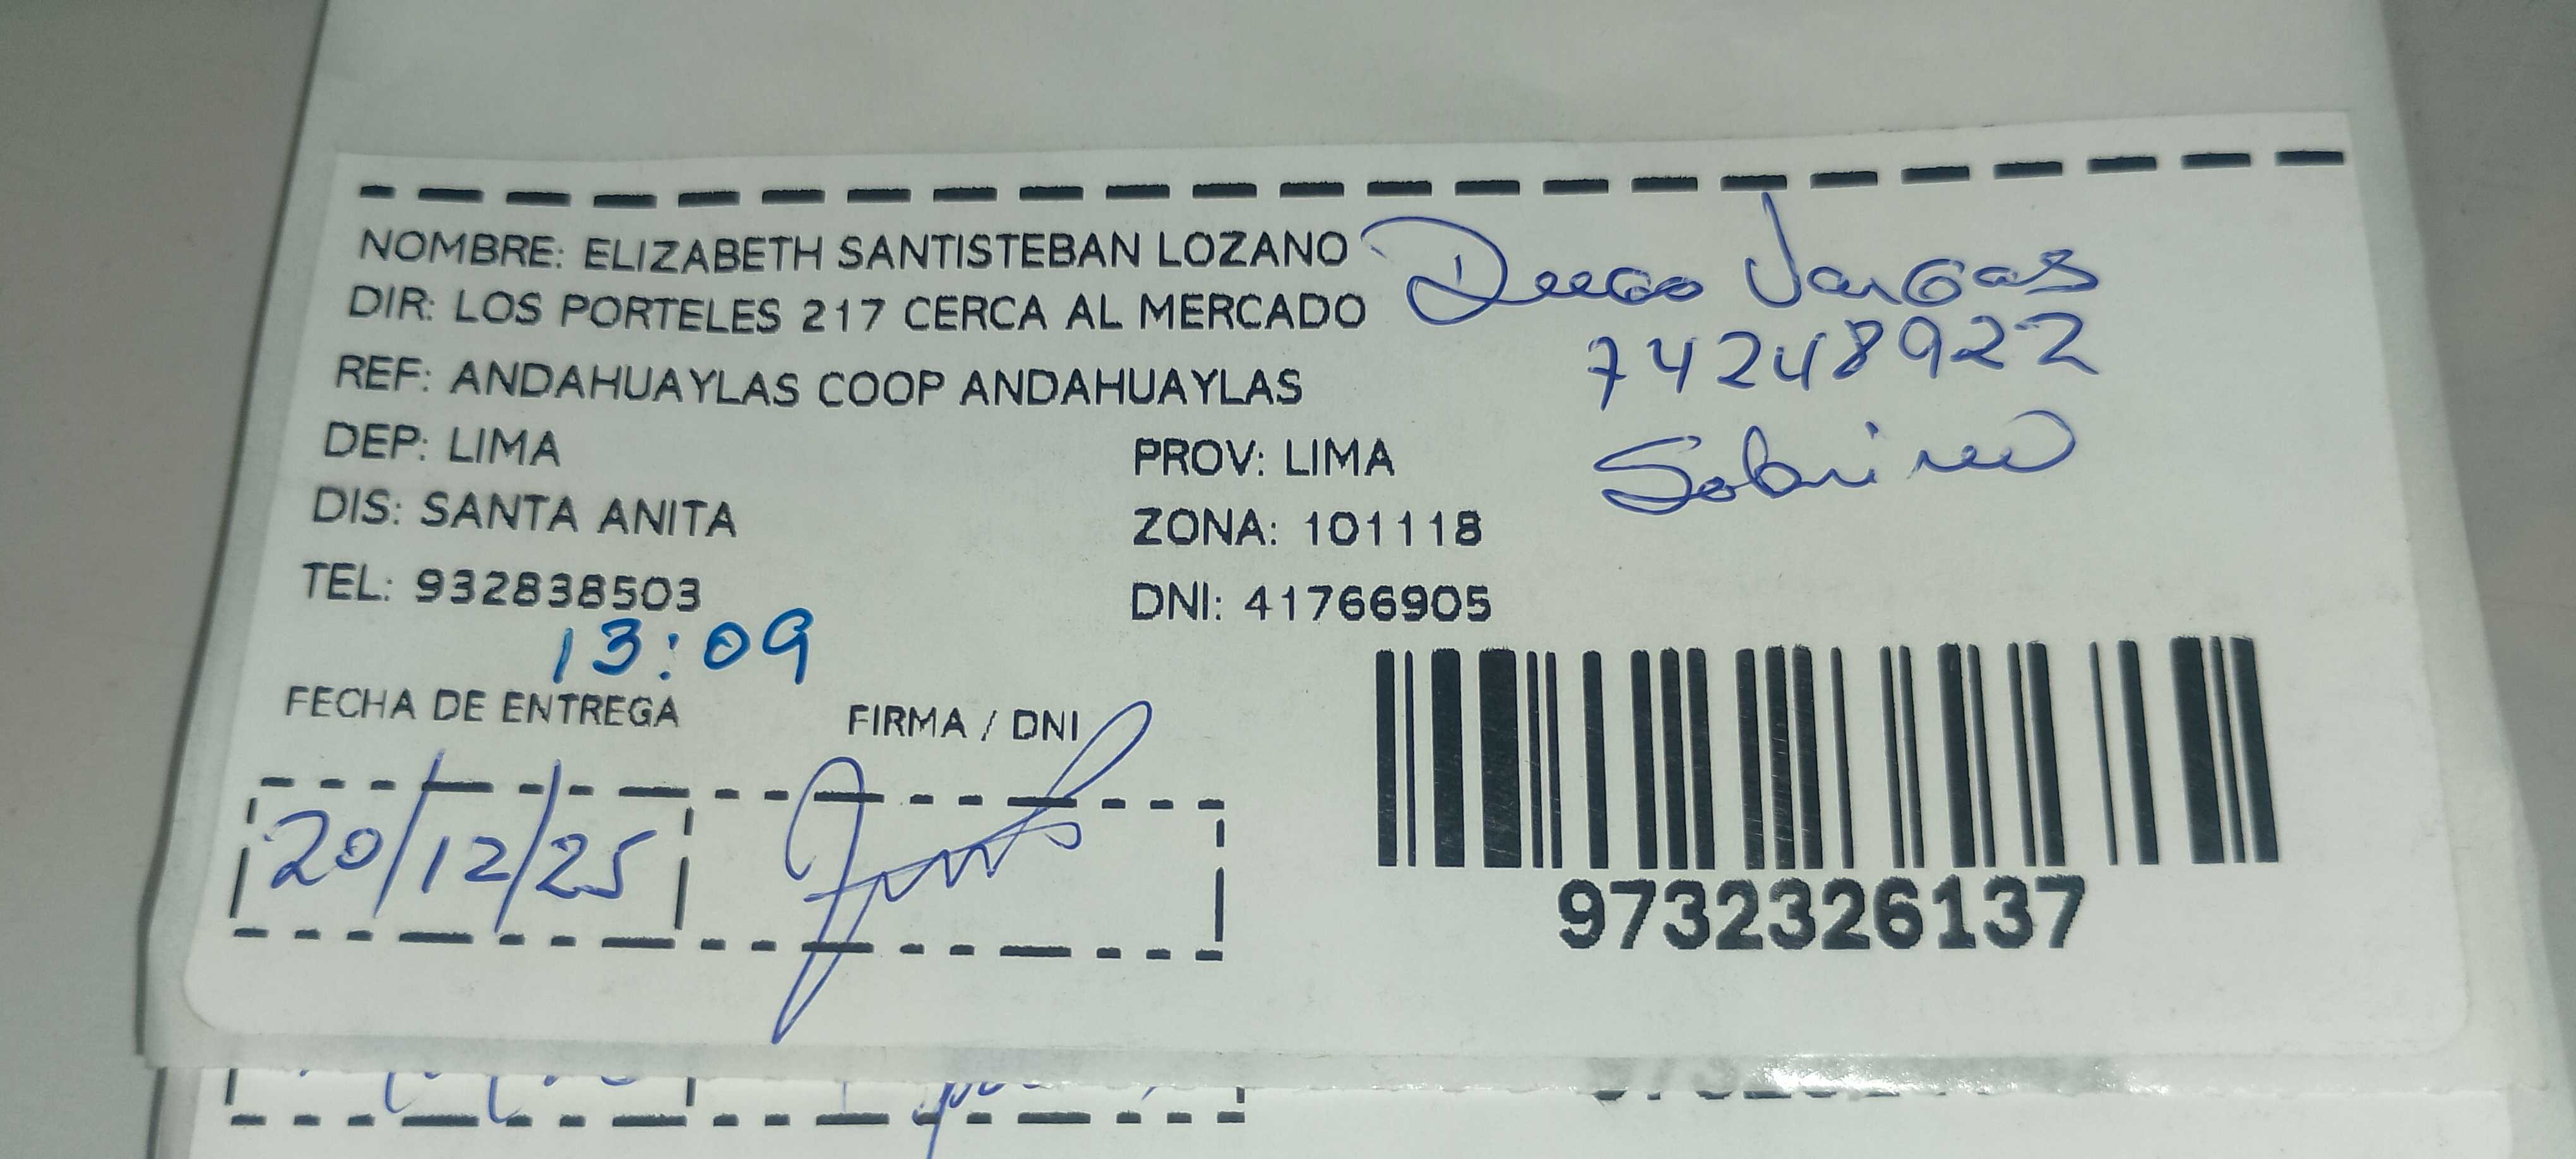 NOMBRE: ELIZABETH SANTISTEBAN LOZANO
DIR: LOS PORTELES 217 CERCA AL MERCADO
REF: ANDAHUAYLAS COOP ANDAHUAYLAS
DEP: LIMA
PROV: LIMA
DIS: SANTA ANITA
ZONA: 101118
TEL: 932838503
DNI: 41766905
Diego Vargas
74248922
Sobrino
13:09
FECHA DE ENTREGA
FIRMA / DNI
20/12/25
9732326137